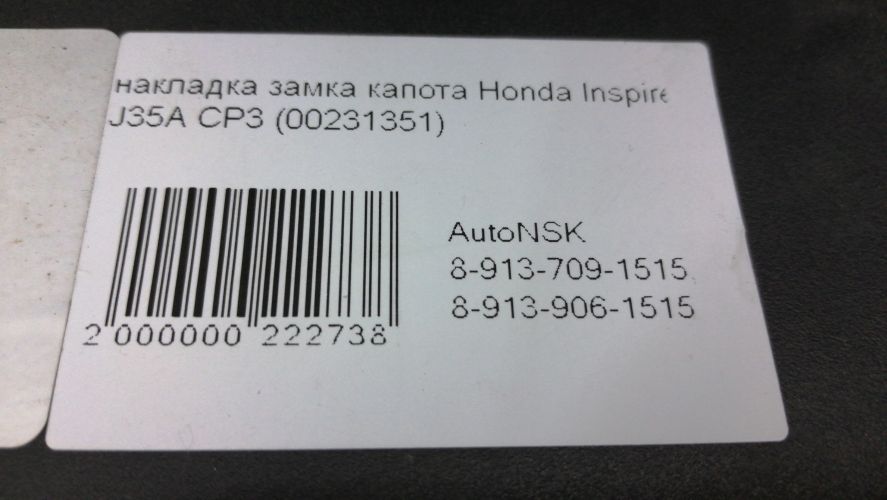 накладка замка капота Honda Inspire
J35A CP3 (00231351)
AutoNSK
8-913-709-1515
8-913-906-1515
2 000000 222738